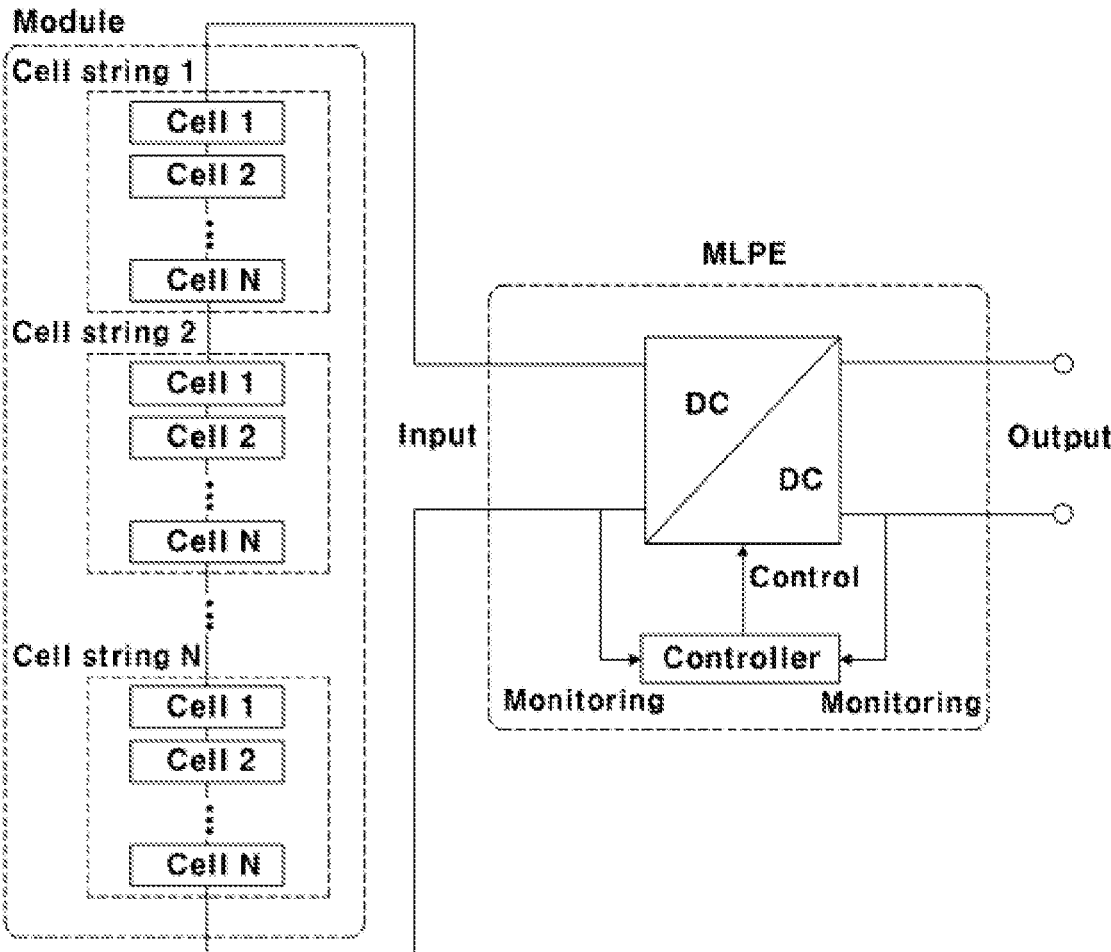 Module
Cell string 1
Cell 1
Cell 2
Cell N
Cell string 2
Cell 1
Cell 2
Cell N
Cell string N
Cell 1
Cell 2
Cell N
MLPE
Input
DC
DC
Output
Control
Controller
Monitoring
Monitoring